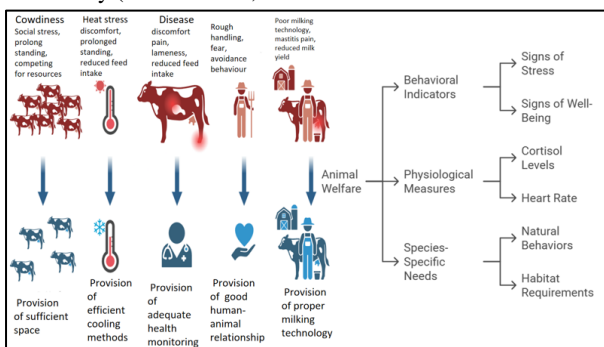 Cowdiness
Social stress,
prolong
standing,
competing
for resources
Heat stress
discomfort,
prolonged
standing,
reduced feed
intake
Disease
(discomfort
pain,
lameness,
reduced feed
intake
Rough
handling,
fear,
avoidance
behaviour
Poor milking
technology,
mastitis pain,
reduced milk
yield
Provision
of sufficient
space
Provision
of
efficient
cooling
methods
Provision
of
adequate
health
monitoring
Provision
of good
human-
animal
relationship
Provision
of proper
milking
technology
Animal
Welfare
Behavioral
Indicators
Signs of
Stress
Signs of Well-
Being
Physiological
Measures
Cortisol
Levels
Heart Rate
Species-
Specific
Needs
Natural
Behaviors
Habitat
Requirements